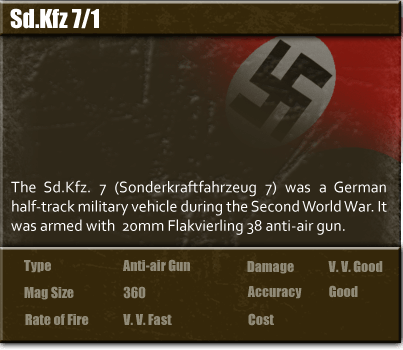 Sd.Kfz 7/1
The Sd.Kfz. 7 (Sonderkraftfahrzeug 7) was a German
half-track military vehicle during the Second World War. It
was armed with 20mm Flakvierling 38 anti-air gun.
Type Anti-air Gun Damage V. V. Good
Mag Size 360 Accuracy Good
Rate of Fire V. V. Fast Cost